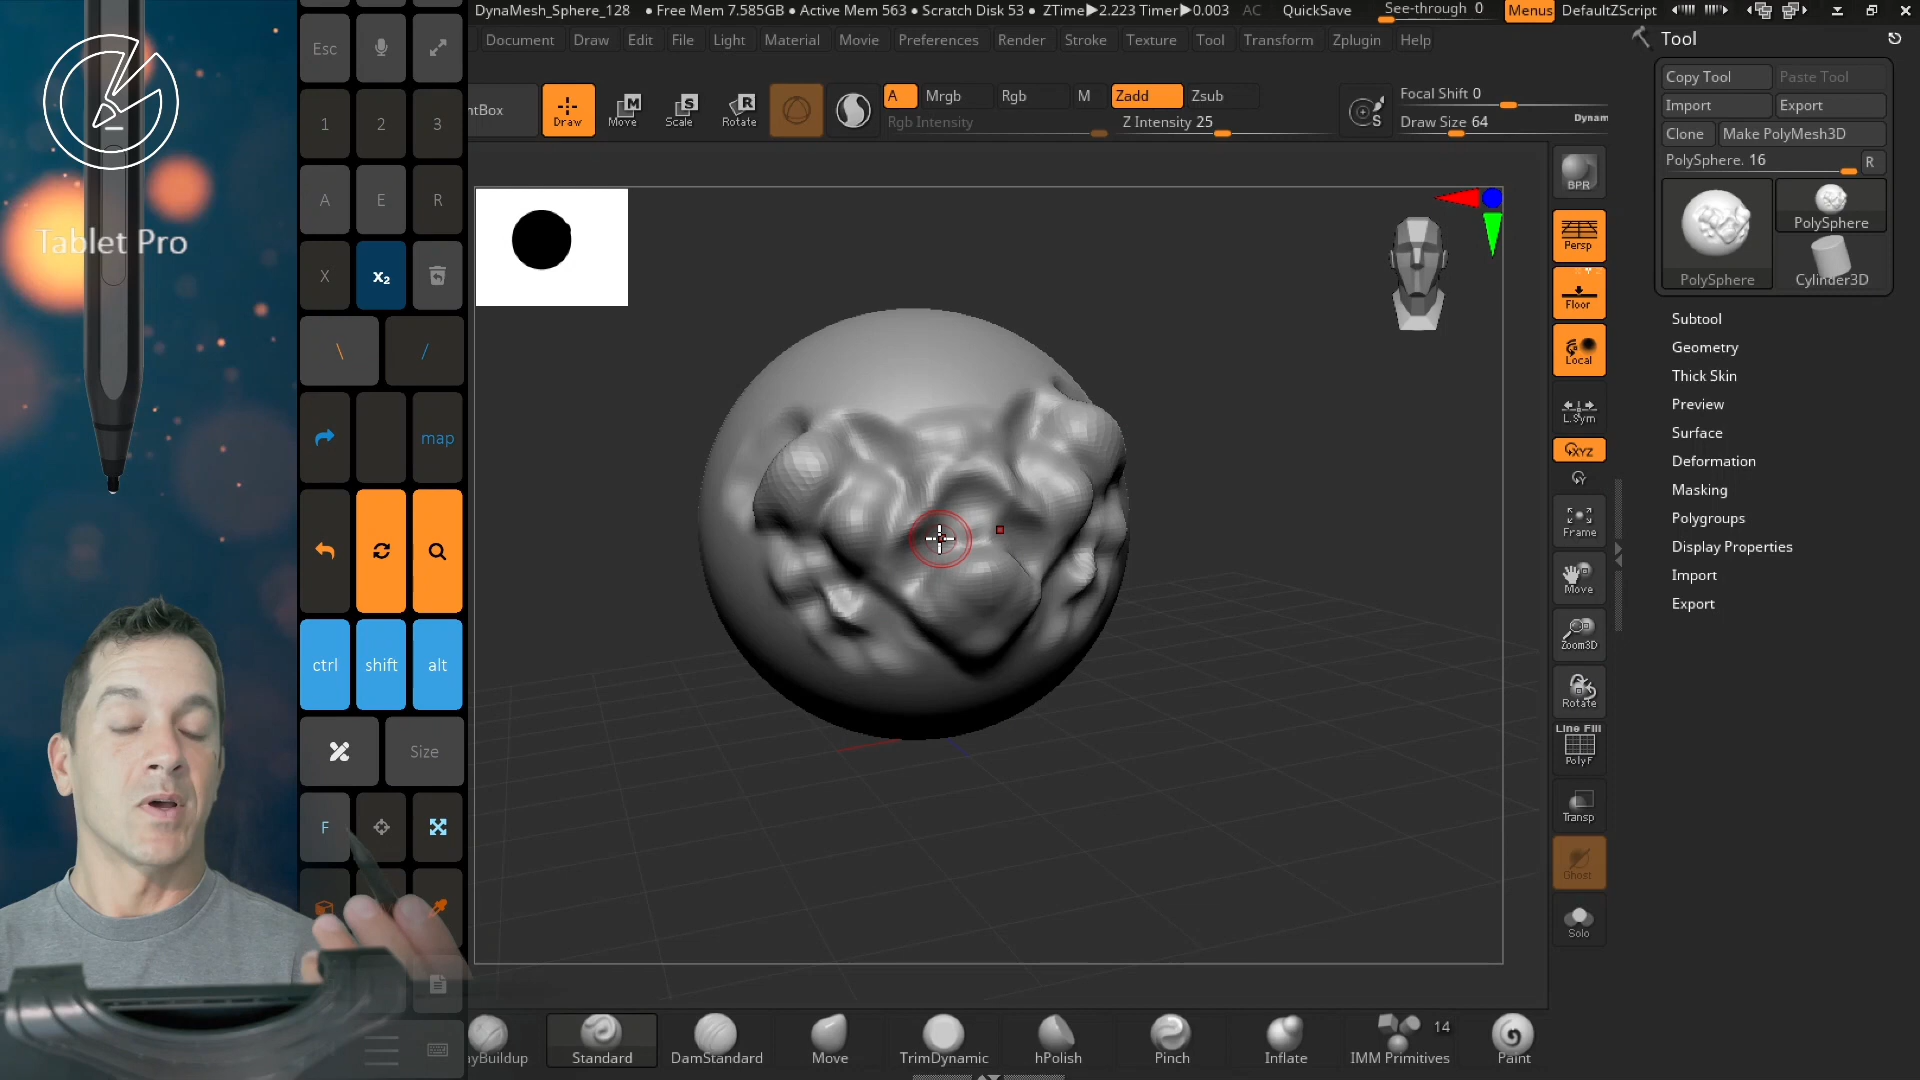 DynaMesh_Sphere_128 • Free Mem 7.585GB • Active Mem 563 • Scratch Disk 53 • ZTime▶2.223 Timer▶0.003 AC QuickSave See-through 0 Menus DefaultZScript
Document Draw Edit File Light Material Movie Preferences Render Stroke Texture Tool Transform Zplugin Help
ntBox Draw Move Scale Rotate
M S R
A Mrgb Rgb M Zadd Zsub
Rgb Intensity Z Intensity 25
S
Focal Shift 0
Draw Size 64 Dynam
Tablet Pro
Esc
1 2 3
A E R
X x₂
\ /
map
ctrl shift alt
Size
F
BPR
Persp
Floor
Local
L.Sym
XYZ
Y
Frame
Move
Zoom3D
Rotate
Line Fill
PolyF
Transp
Ghost
Solo
Tool
Copy Tool Paste Tool
Import Export
Clone Make PolyMesh3D
PolySphere. 16 R
PolySphere
PolySphere Cylinder3D
Subtool
Geometry
Thick Skin
Preview
Surface
Deformation
Masking
Polygroups
Display Properties
Import
Export
ayBuildup Standard DamStandard Move TrimDynamic hPolish Pinch Inflate IMM Primitives 14 Paint